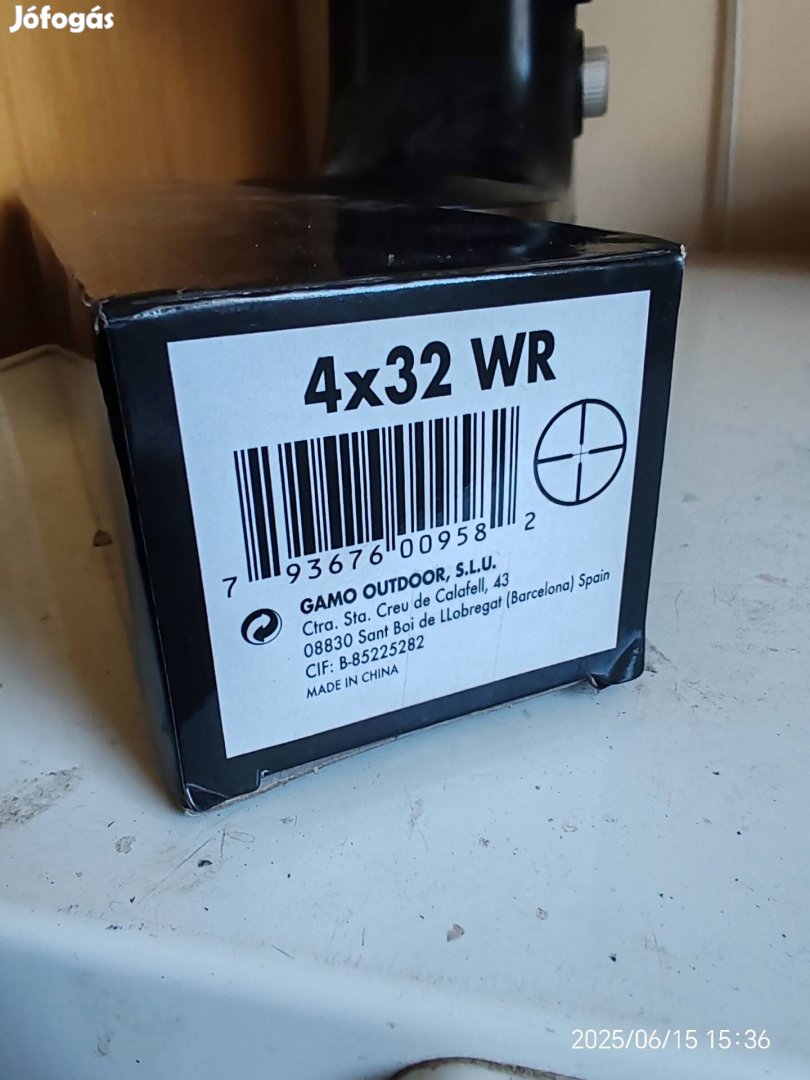 Jófogás
4x32 WR
7 93676 00958 2
GAMO OUTDOOR, S.L.U.
Ctra. Sta. Creu de Calafell, 43
08830 Sant Boi de LLobregat (Barcelona) Spain
CIF: B-85225282
MADE IN CHINA
2025/06/15 15:36